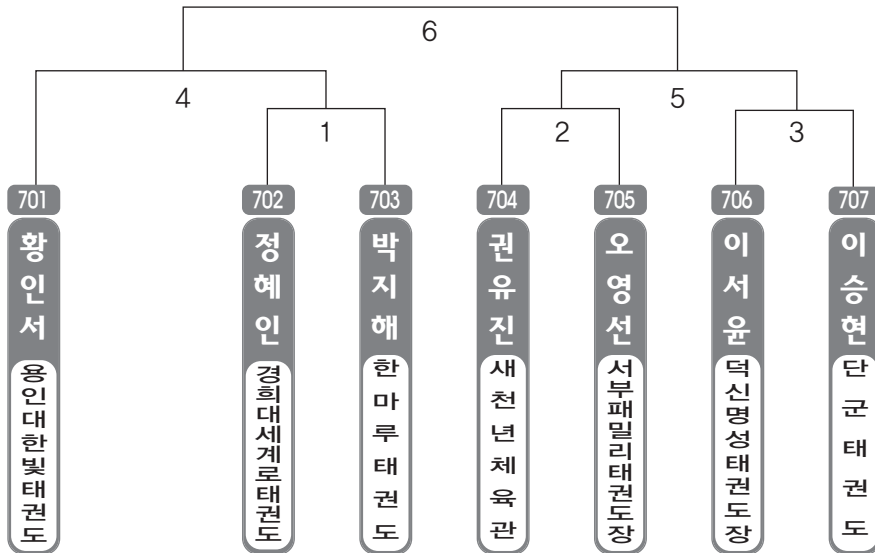 6
4
5
1
2
3
701
702
703
704
705
706
707
황인서
정혜인
박지해
권유진
오영선
이서윤
이승현
용인대한빛태권도
경희대세계로태권도
한마루태권도
새천년체육관
서부패밀리태권도장
덕신명성태권도장
단군태권도